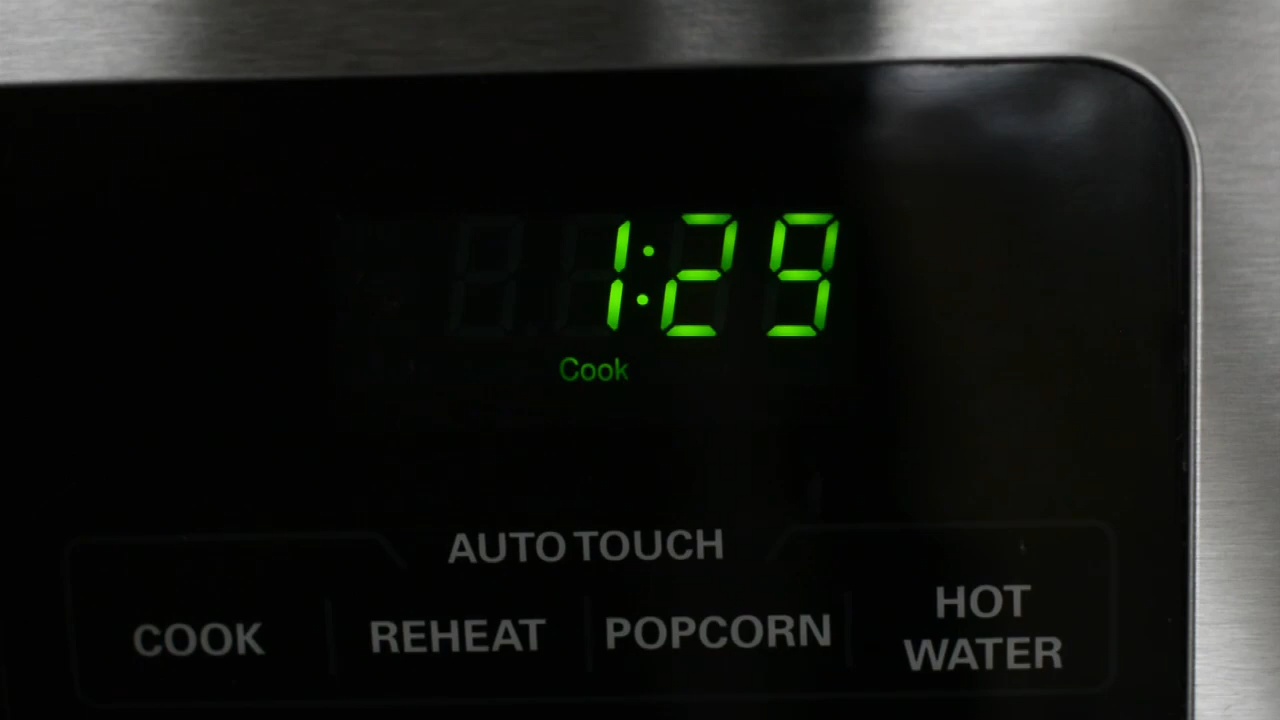 1:29
Cook
AUTO TOUCH
COOK REHEAT POPCORN HOT WATER